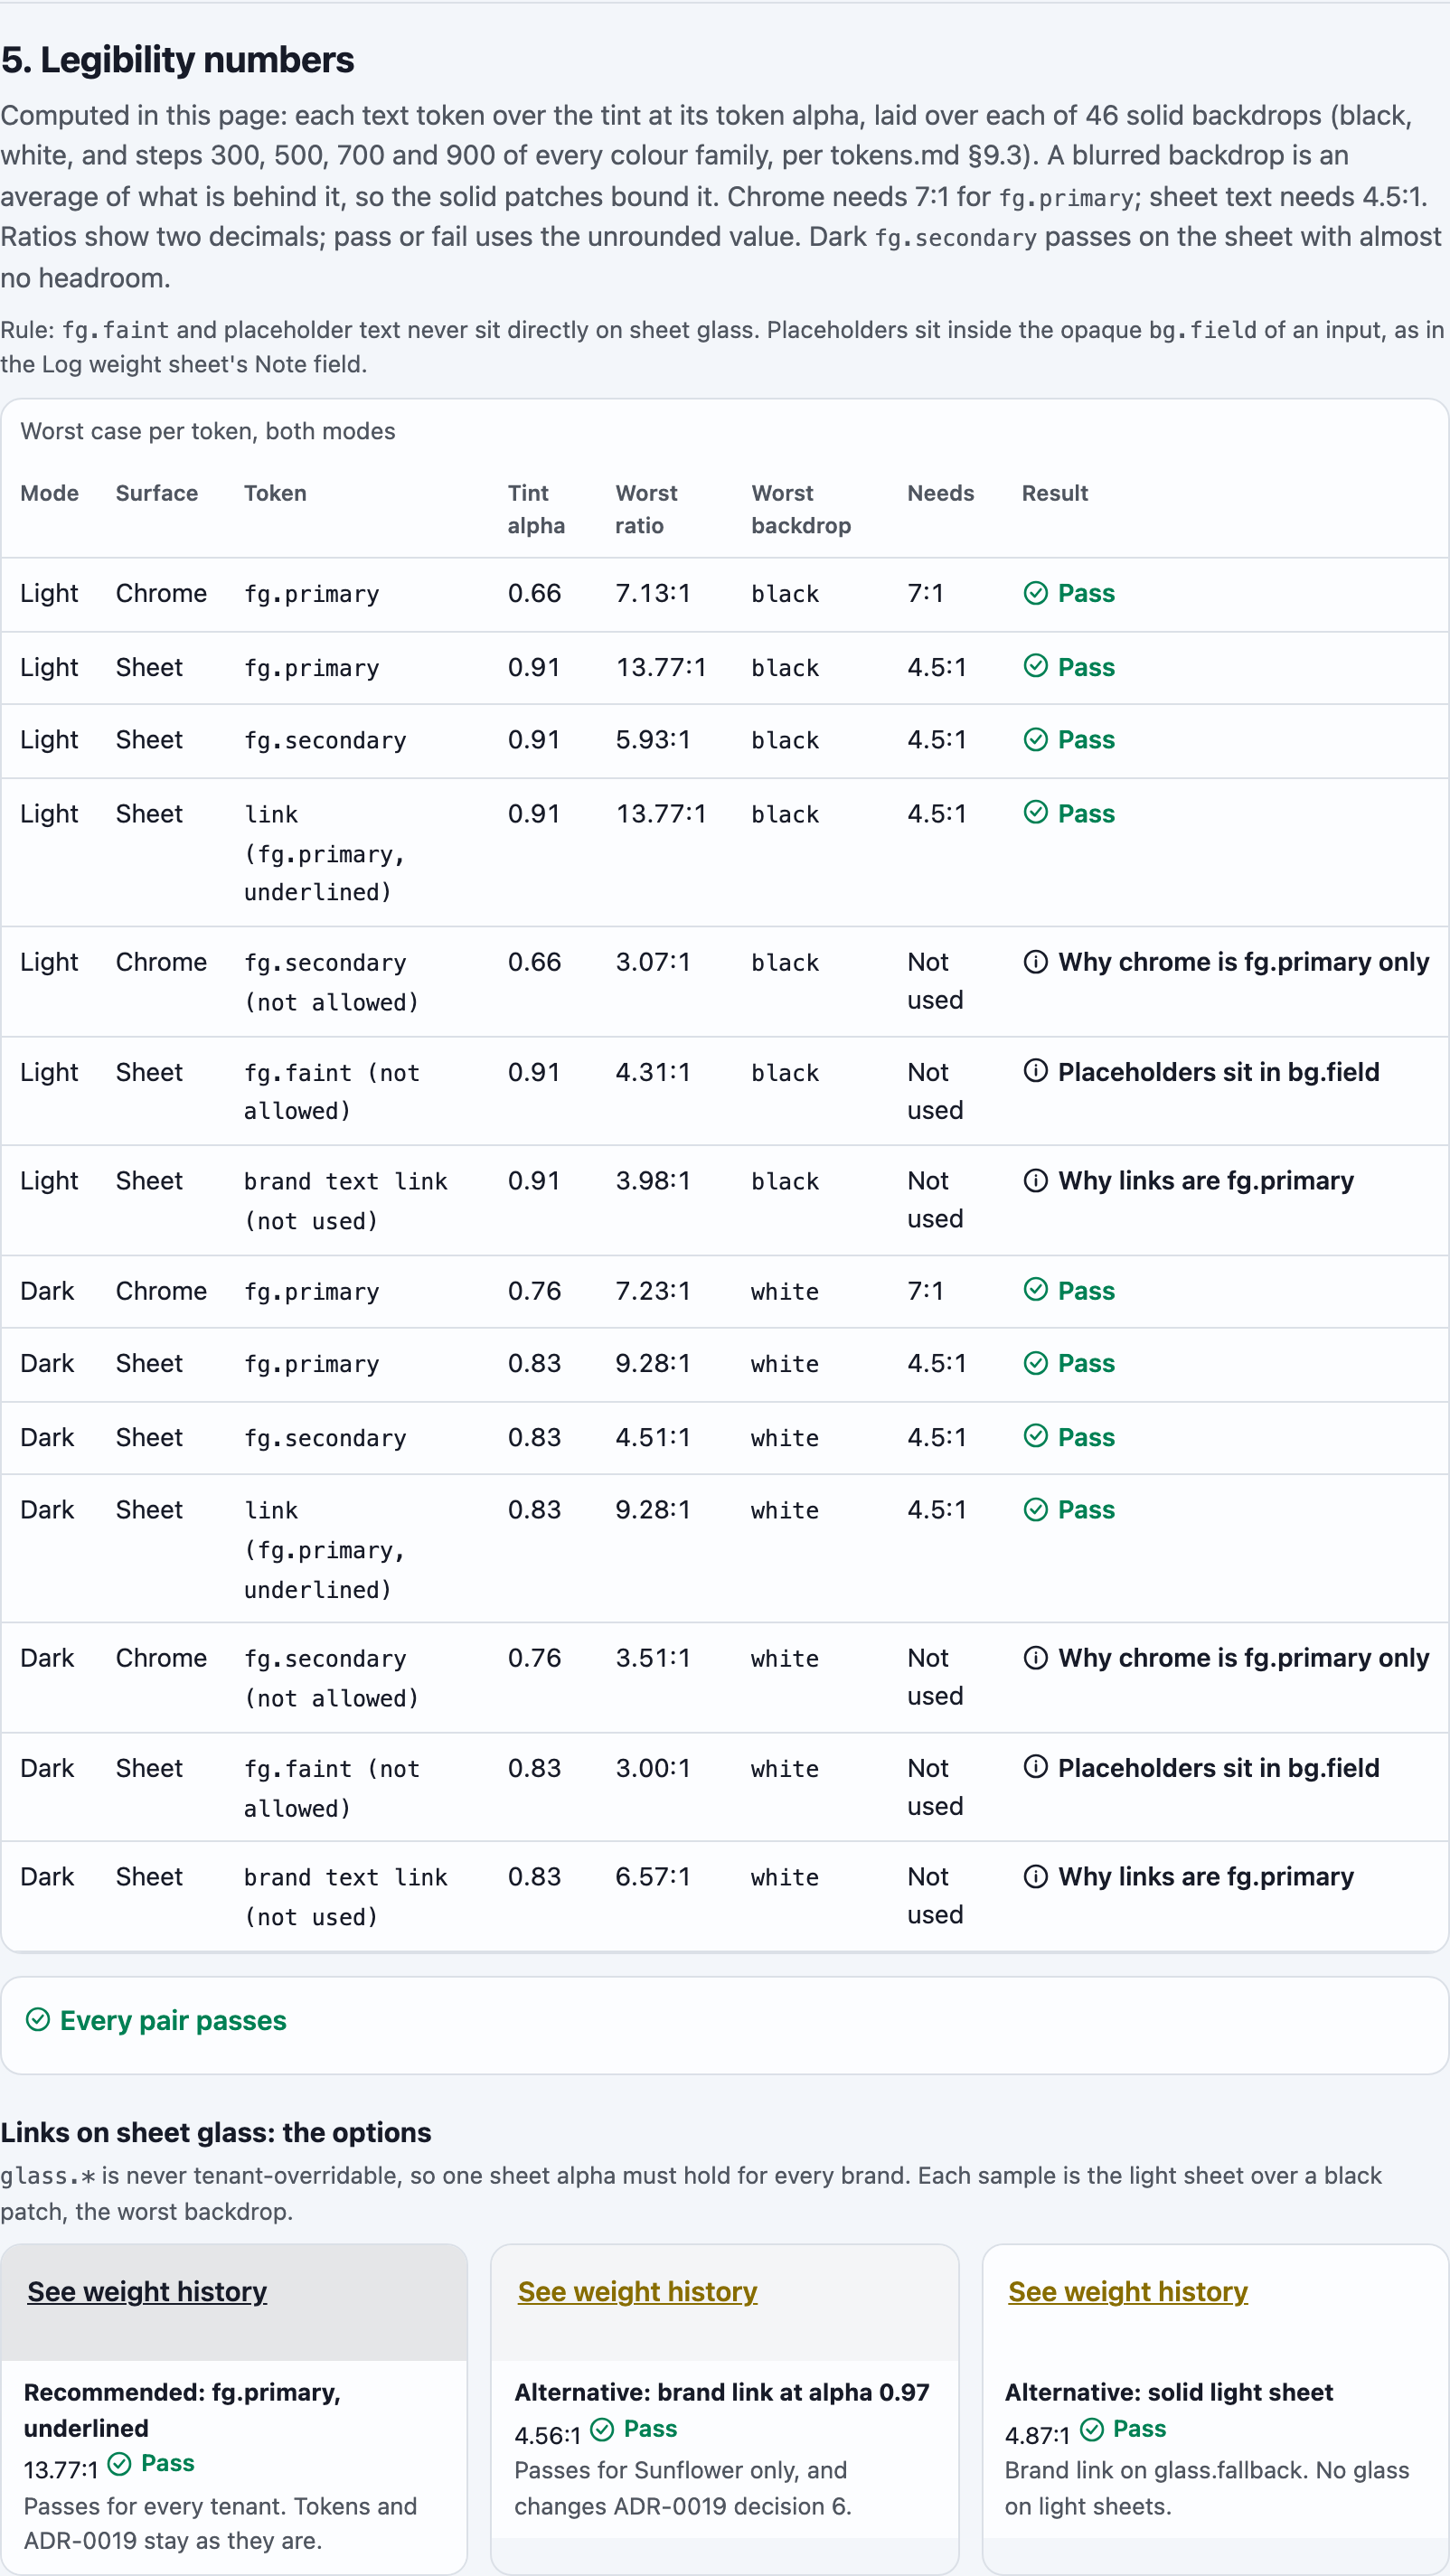 5. Legibility numbers
Computed in this page: each text token over the tint at its token alpha, laid over each of 46 solid backdrops (black,
white, and steps 300, 500, 700 and 900 of every colour family, per tokens.md §9.3). A blurred backdrop is an
average of what is behind it, so the solid patches bound it. Chrome needs 7:1 for fg.primary; sheet text needs 4.5:1.
Ratios show two decimals; pass or fail uses the unrounded value. Dark fg.secondary passes on the sheet with almost
no headroom.
Rule: fg.faint and placeholder text never sit directly on sheet glass. Placeholders sit inside the opaque bg.field of an input, as in
the Log weight sheet's Note field.
Worst case per token, both modes
Mode Surface Token Tint alpha Worst ratio Worst backdrop Needs Result
Light Chrome fg.primary 0.66 7.13:1 black 7:1 Pass
Light Sheet fg.primary 0.91 13.77:1 black 4.5:1 Pass
Light Sheet fg.secondary 0.91 5.93:1 black 4.5:1 Pass
Light Sheet link (fg.primary, underlined) 0.91 13.77:1 black 4.5:1 Pass
Light Chrome fg.secondary (not allowed) 0.66 3.07:1 black Not used Why chrome is fg.primary only
Light Sheet fg.faint (not allowed) 0.91 4.31:1 black Not used Placeholders sit in bg.field
Light Sheet brand text link (not used) 0.91 3.98:1 black Not used Why links are fg.primary
Dark Chrome fg.primary 0.76 7.23:1 white 7:1 Pass
Dark Sheet fg.primary 0.83 9.28:1 white 4.5:1 Pass
Dark Sheet fg.secondary 0.83 4.51:1 white 4.5:1 Pass
Dark Sheet link (fg.primary, underlined) 0.83 9.28:1 white 4.5:1 Pass
Dark Chrome fg.secondary (not allowed) 0.76 3.51:1 white Not used Why chrome is fg.primary only
Dark Sheet fg.faint (not allowed) 0.83 3.00:1 white Not used Placeholders sit in bg.field
Dark Sheet brand text link (not used) 0.83 6.57:1 white Not used Why links are fg.primary
Every pair passes
Links on sheet glass: the options
glass.* is never tenant-overridable, so one sheet alpha must hold for every brand. Each sample is the light sheet over a black
patch, the worst backdrop.
See weight history
Recommended: fg.primary,
underlined
13.77:1 Pass
Passes for every tenant. Tokens and
ADR-0019 stay as they are.
See weight history
Alternative: brand link at alpha 0.97
4.56:1 Pass
Passes for Sunflower only, and
changes ADR-0019 decision 6.
See weight history
Alternative: solid light sheet
4.87:1 Pass
Brand link on glass.fallback. No glass
on light sheets.